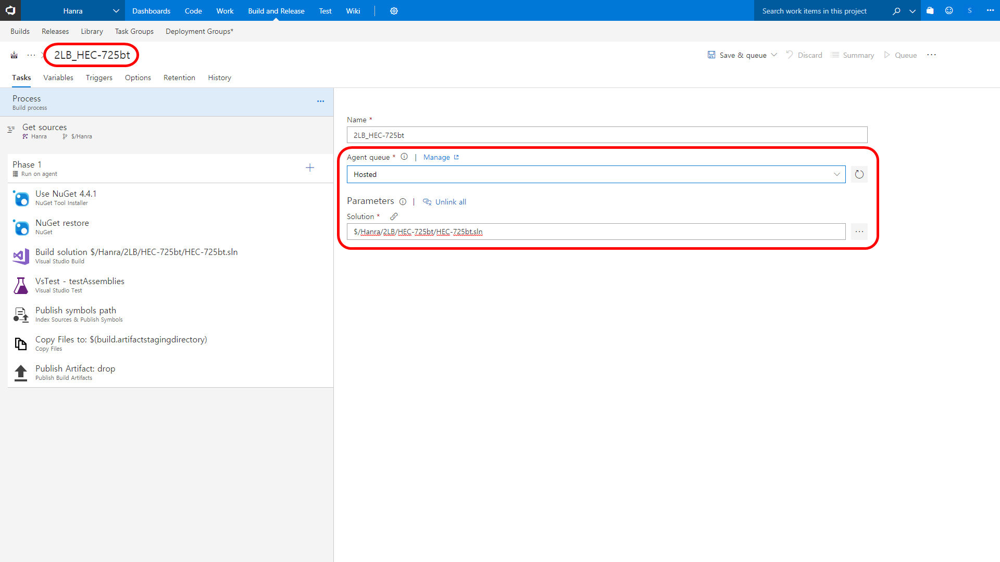 Hanra Dashboards Code Work Build and Release Test Wiki Search work items in this project S ···
Builds Releases Library Task Groups Deployment Groups*
··· 2LB_HEC-725bt Save & queue Discard Summary Queue ···
Tasks Variables Triggers Options Retention History
Process ···
Build process
Get sources
Hanra $/Hanra
Phase 1
Run on agent
Use NuGet 4.4.1
NuGet Tool Installer
NuGet restore
NuGet
Build solution $/Hanra/2LB/HEC-725bt/HEC-725bt.sln
Visual Studio Build
VsTest - testAssemblies
Visual Studio Test
Publish symbols path
Index Sources & Publish Symbols
Copy Files to: $(build.artifactstagingdirectory)
Copy Files
Publish Artifact: drop
Publish Build Artifacts
Name *
2LB_HEC-725bt
Agent queue * | Manage
Hosted
Parameters | Unlink all
Solution *
$/Hanra/2LB/HEC-725bt/HEC-725bt.sln ···